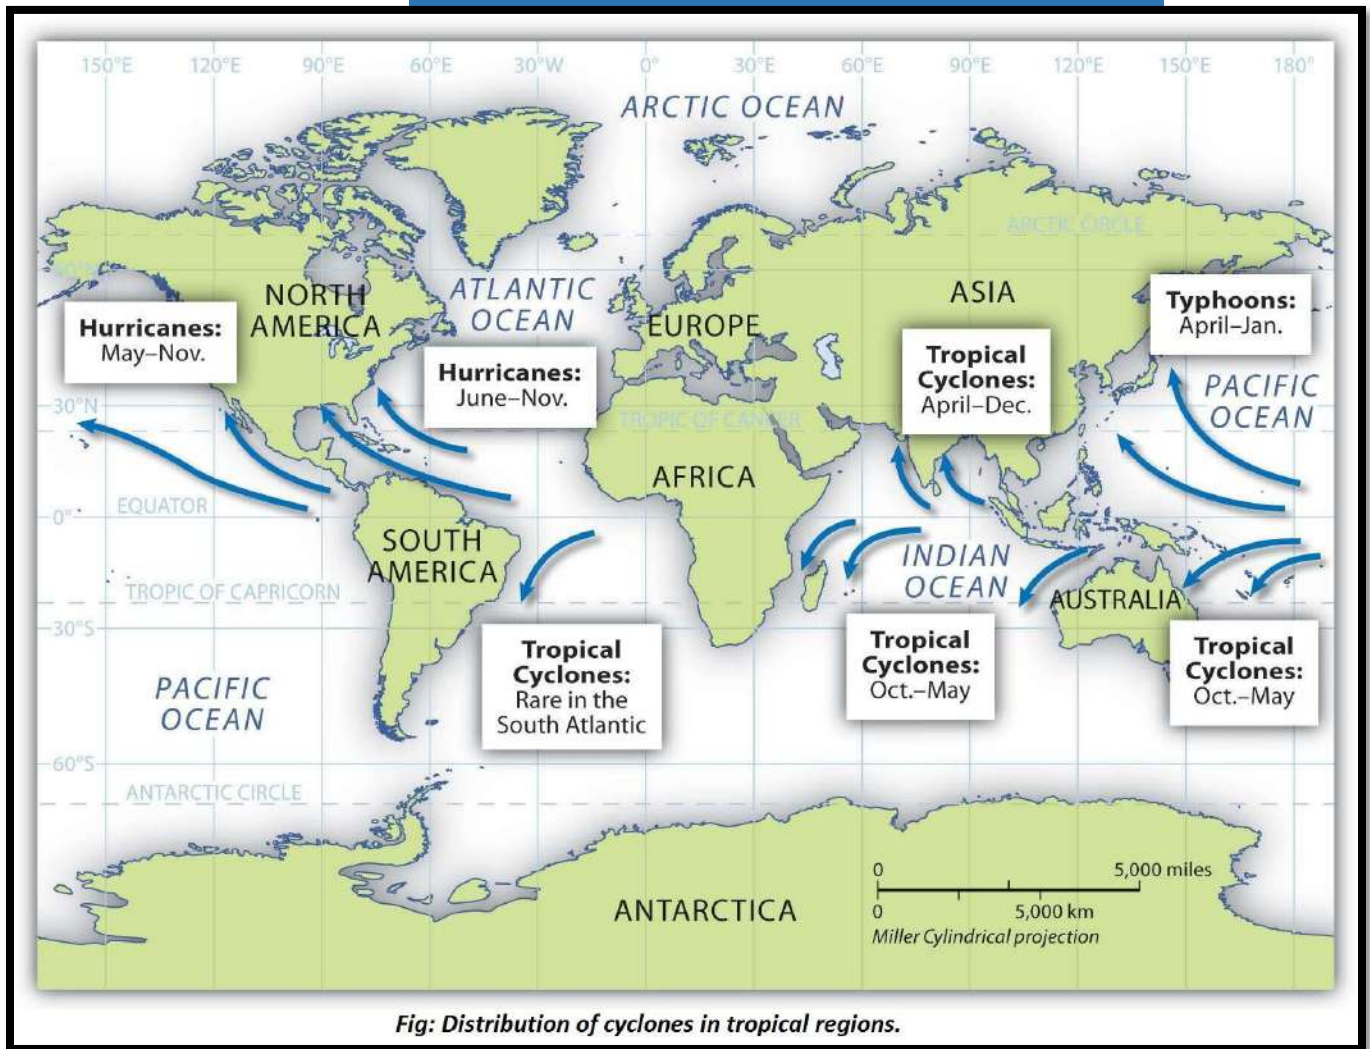 150°E 120°E 90°E 60°E 30°W 0° 30°E 60°E 90°E 120°E 150°E 180°
ARCTIC OCEAN
ARCTIC CIRCLE
60°N
NORTH
AMERICA
ATLANTIC
OCEAN
EUROPE
ASIA
Typhoons:
April–Jan.
Hurricanes:
May–Nov.
Hurricanes:
June–Nov.
Tropical
Cyclones:
April–Dec.
PACIFIC
OCEAN
30°N
TROPIC OF CANCER
AFRICA
EQUATOR
0°
SOUTH
AMERICA
INDIAN
OCEAN
TROPIC OF CAPRICORN
AUSTRALIA
30°S
Tropical
Cyclones:
Rare in the
South Atlantic
Tropical
Cyclones:
Oct.–May
Tropical
Cyclones:
Oct.–May
PACIFIC
OCEAN
60°S
ANTARCTIC CIRCLE
ANTARCTICA
0 5,000 miles
0 5,000 km
Miller Cylindrical projection
Fig: Distribution of cyclones in tropical regions.